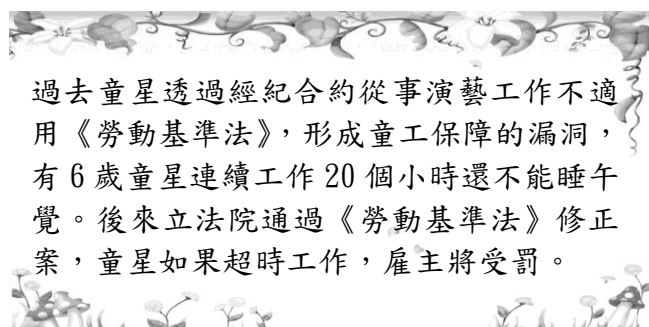 過去童星透過經紀合約從事演藝工作不適
用《勞動基準法》，形成童工保障的漏洞，
有 6 歲童星連續工作 20 個小時還不能睡午
覺。後來立法院通過《勞動基準法》修正
案，童星如果超時工作，雇主將受罰。